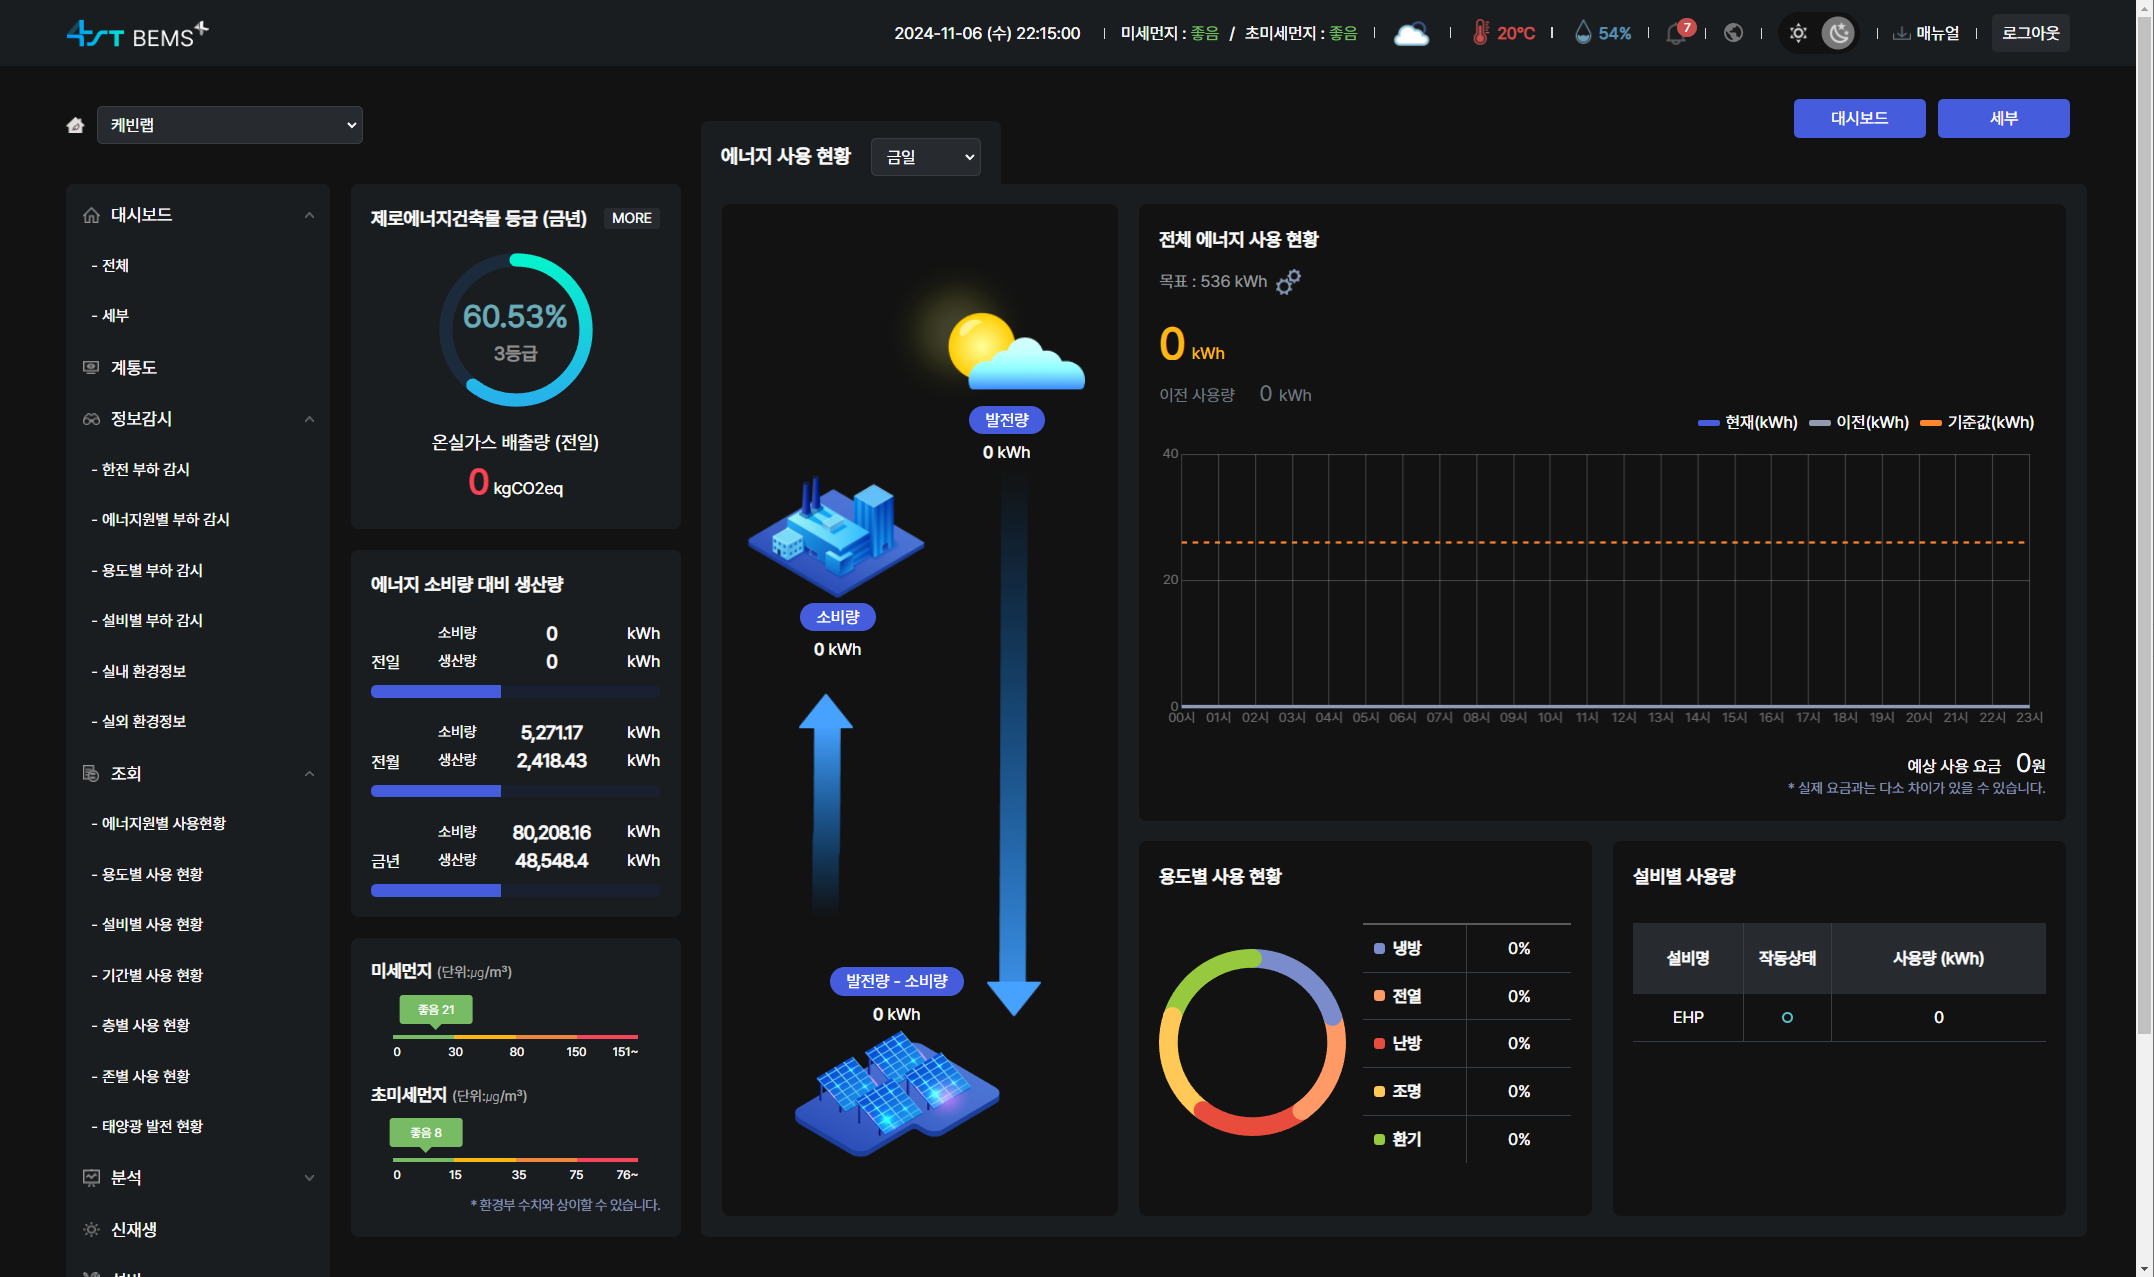 4ST BEMS
2024-11-06 (수) 22:15:00
미세먼지 : 좋음 / 초미세먼지 : 좋음
20℃
54%
7
매뉴얼
로그아웃
케빈랩
대시보드
세부
대시보드
- 전체
- 세부
계통도
정보감시
- 한전 부하 감시
- 에너지원별 부하 감시
- 용도별 부하 감시
- 설비별 부하 감시
- 실내 환경정보
- 실외 환경정보
조회
- 에너지원별 사용현황
- 용도별 사용 현황
- 설비별 사용 현황
- 기간별 사용 현황
- 층별 사용 현황
- 존별 사용 현황
- 태양광 발전 현황
분석
신재생
제로에너지건축물 등급 (금년) MORE
60.53%
3등급
온실가스 배출량 (전일)
0 kgCO2eq
에너지 소비량 대비 생산량
소비량 0 kWh
전일 생산량 0 kWh
소비량 5,271.17 kWh
전월 생산량 2,418.43 kWh
소비량 80,208.16 kWh
금년 생산량 48,548.4 kWh
미세먼지 (단위:㎍/m³)
좋음 21
0 30 80 150 151~
초미세먼지 (단위:㎍/m³)
좋음 8
0 15 35 75 76~
* 환경부 수치와 상이할 수 있습니다.
에너지 사용 현황 금일
발전량
0 kWh
소비량
0 kWh
발전량 - 소비량
0 kWh
전체 에너지 사용 현황
목표 : 536 kWh
0 kWh
이전 사용량 0 kWh
현재(kWh) 이전(kWh) 기준값(kWh)
40
20
0
00시 01시 02시 03시 04시 05시 06시 07시 08시 09시 10시 11시 12시 13시 14시 15시 16시 17시 18시 19시 20시 21시 22시 23시
예상 사용 요금 0원
* 실제 요금과는 다소 차이가 있을 수 있습니다.
용도별 사용 현황
냉방 0%
전열 0%
난방 0%
조명 0%
환기 0%
설비별 사용량
설비명 작동상태 사용량 (kWh)
EHP 0